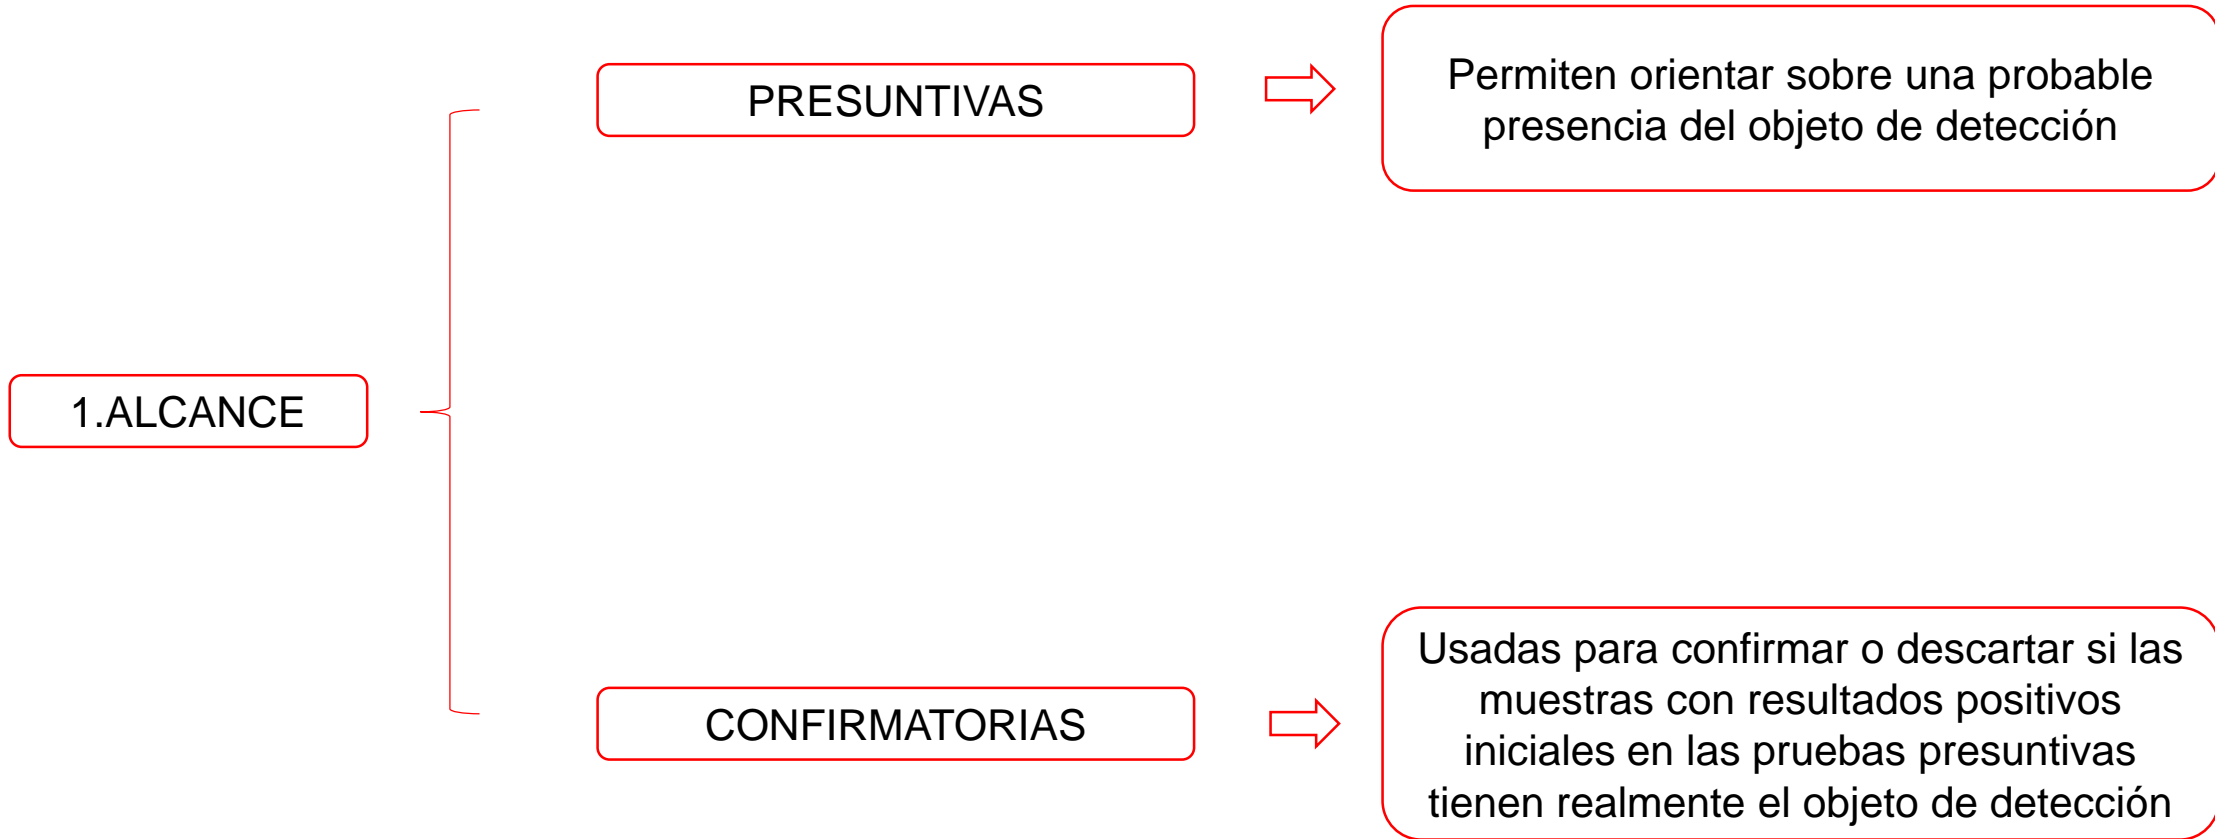 PRESUNTIVAS
Permiten orientar sobre una probable
presencia del objeto de detección
1.ALCANCE
CONFIRMATORIAS
Usadas para confirmar o descartar si las
muestras con resultados positivos
iniciales en las pruebas presuntivas
tienen realmente el objeto de detección